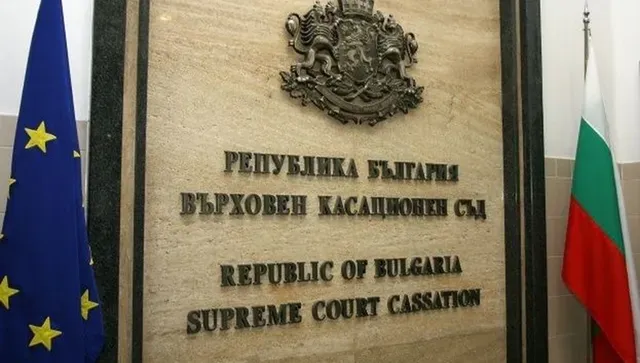 РЕПУБЛИКА БЪЛГАРИЯ
ВЪРХОВЕН КАСАЦИОНЕН СЪД
REPUBLIC OF BULGARIA
SUPREME COURT CASSATION